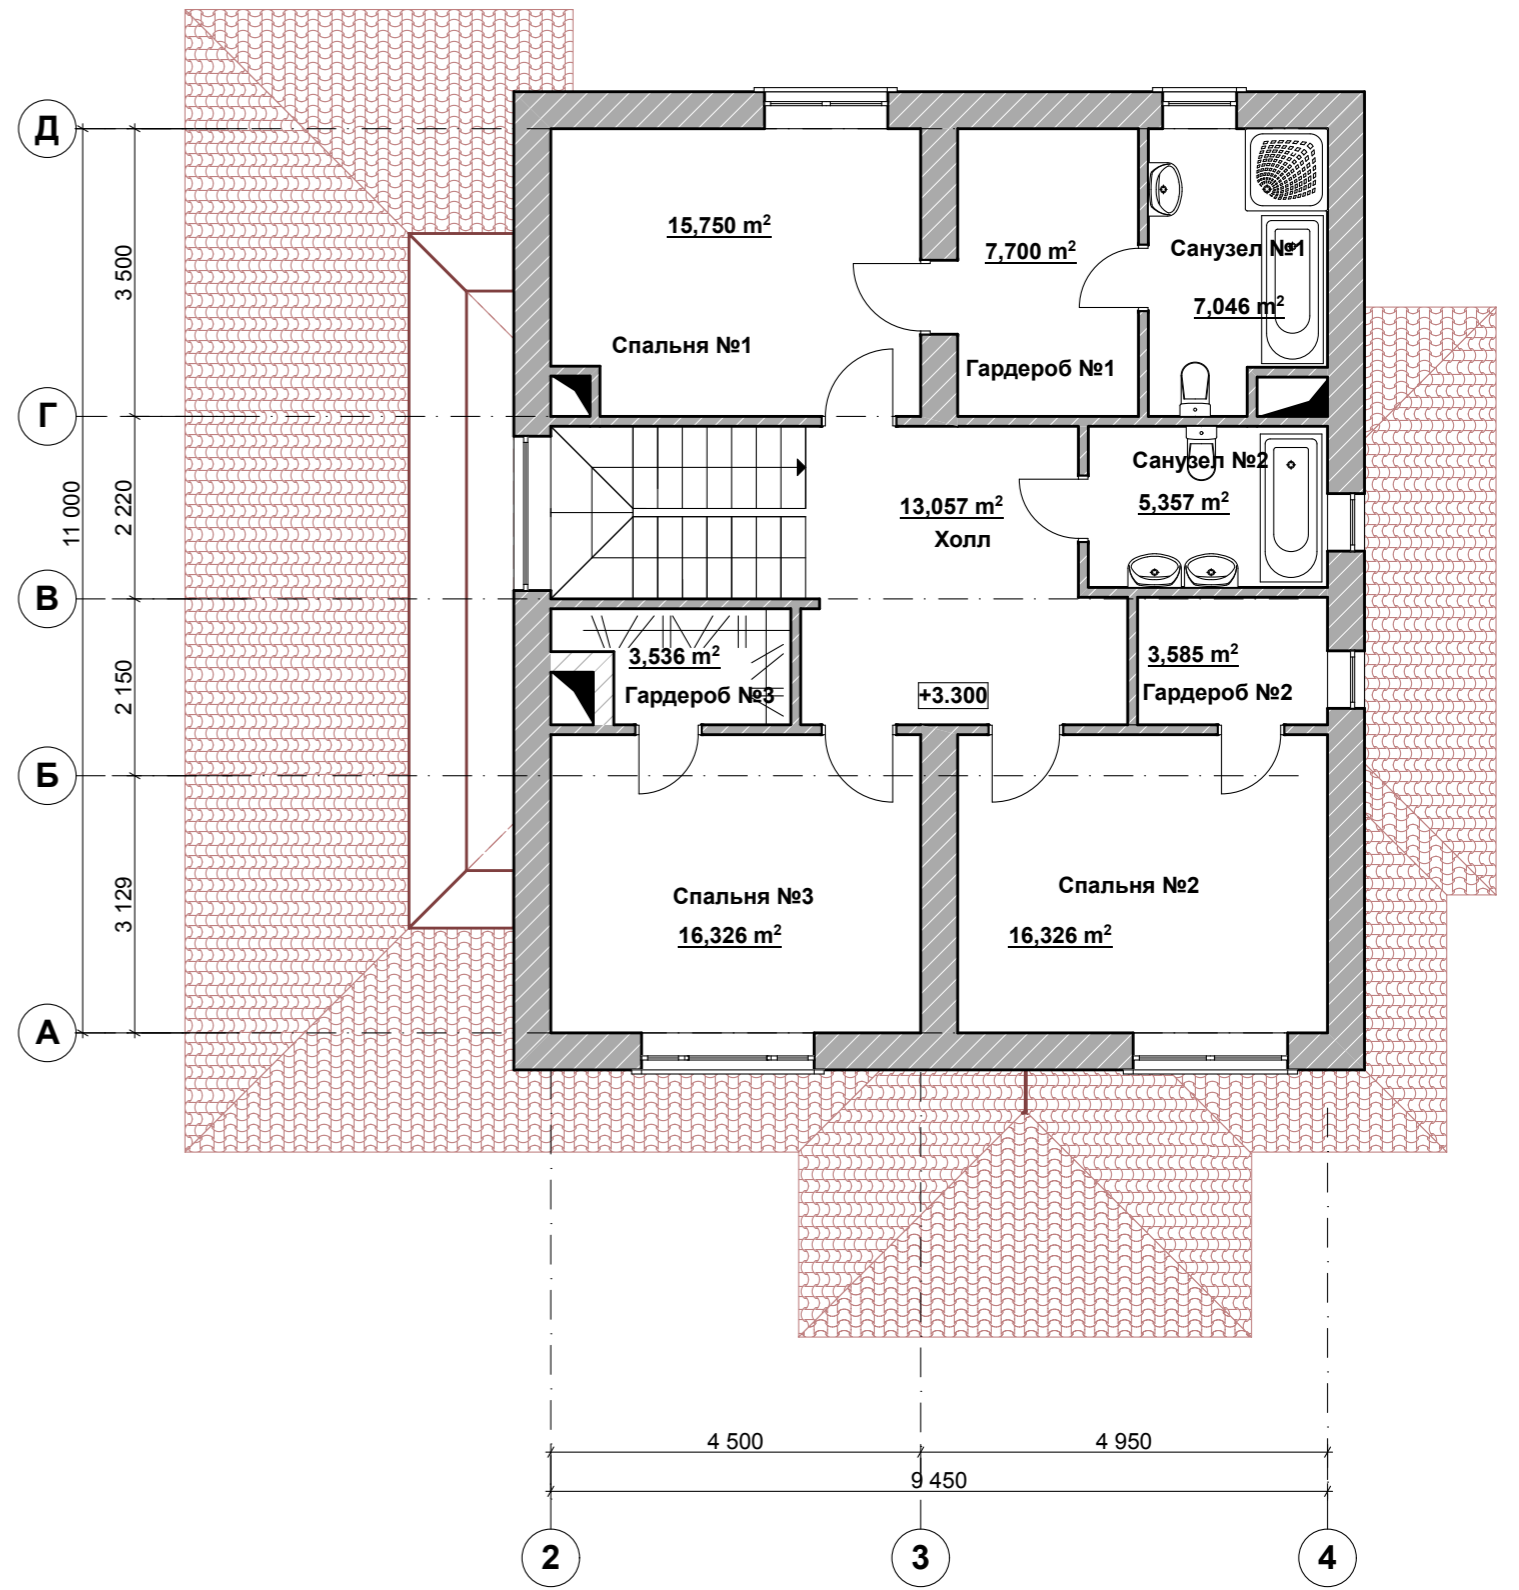 Д
15,750 m²
7,700 m²
Санузел №1
7,046 m²
3 500
Спальня №1
Гардероб №1
Г
Санузел №2
11 000
2 220
13,057 m²
5,357 m²
Холл
В
3,536 m²
3,585 m²
2 150
Гардероб №3
+3.300
Гардероб №2
Б
3 129
Спальня №3
Спальня №2
16,326 m²
16,326 m²
А
4 500
4 950
9 450
2
3
4